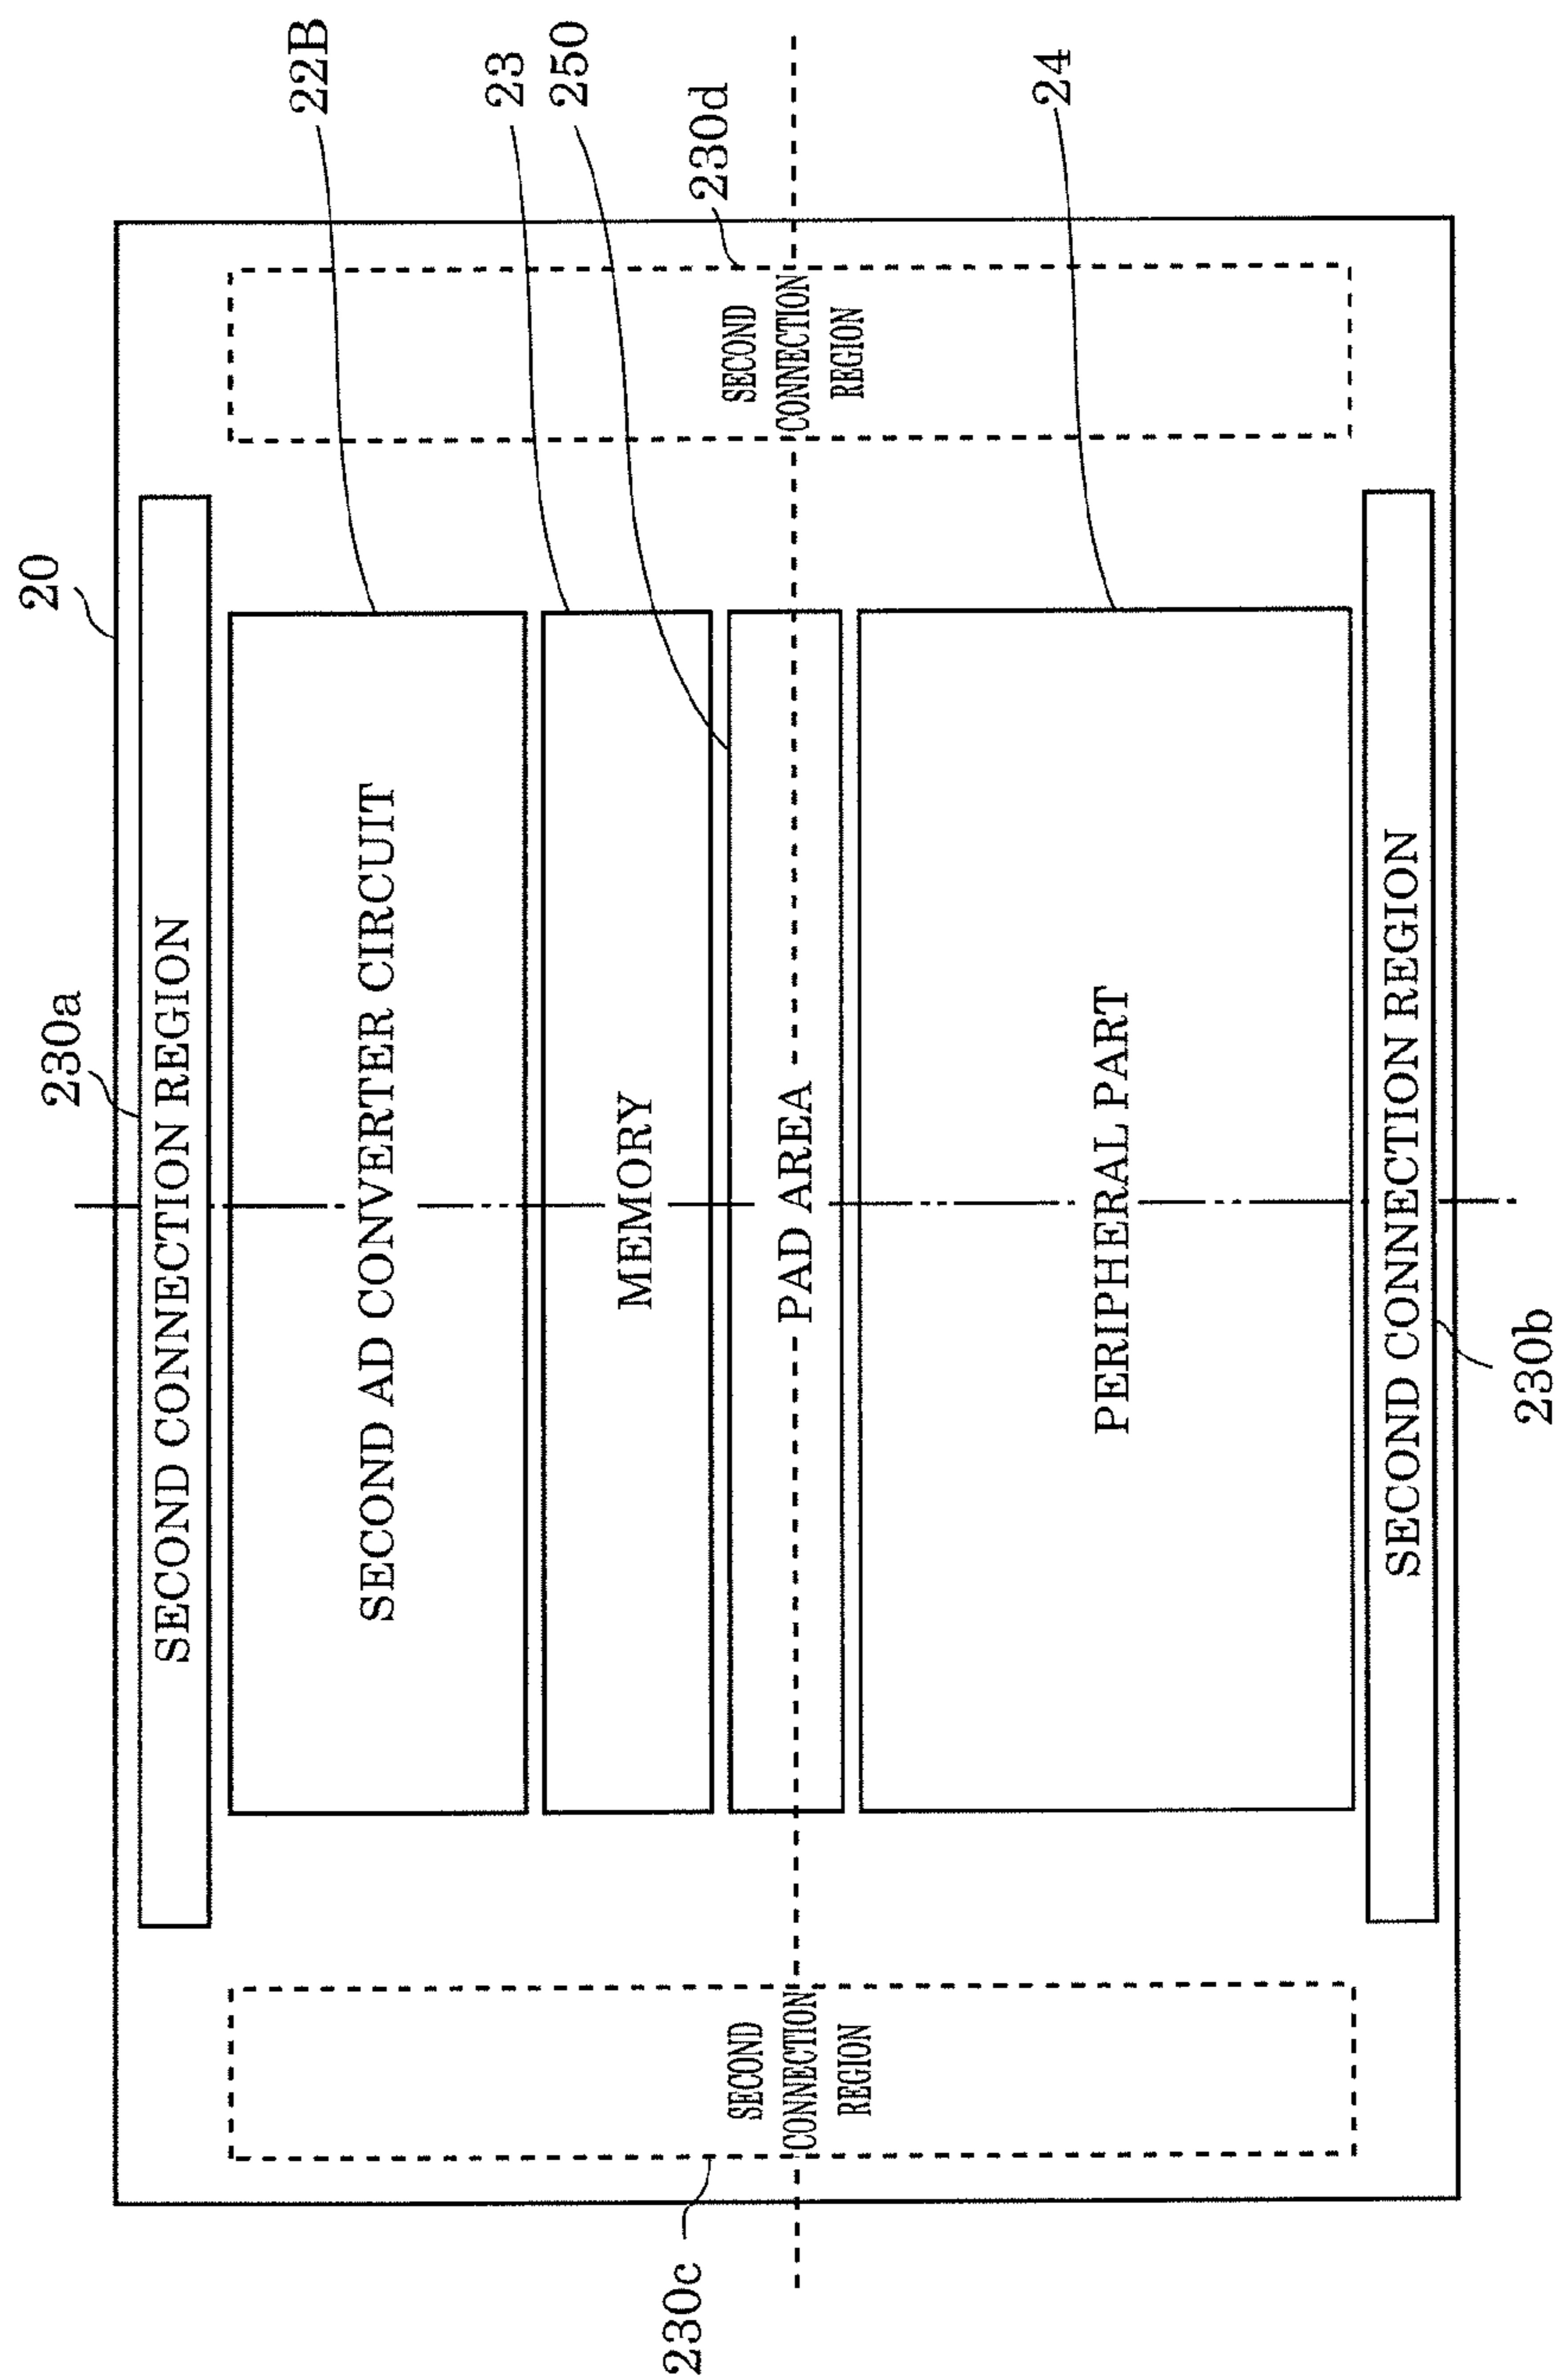 20
230a
SECOND CONNECTION REGION
22B
SECOND AD CONVERTER CIRCUIT
23
MEMORY
250
PAD AREA
230c
SECOND
CONNECTION
REGION
230d
SECOND
CONNECTION
REGION
24
PERIPHERAL PART
SECOND CONNECTION REGION
230b